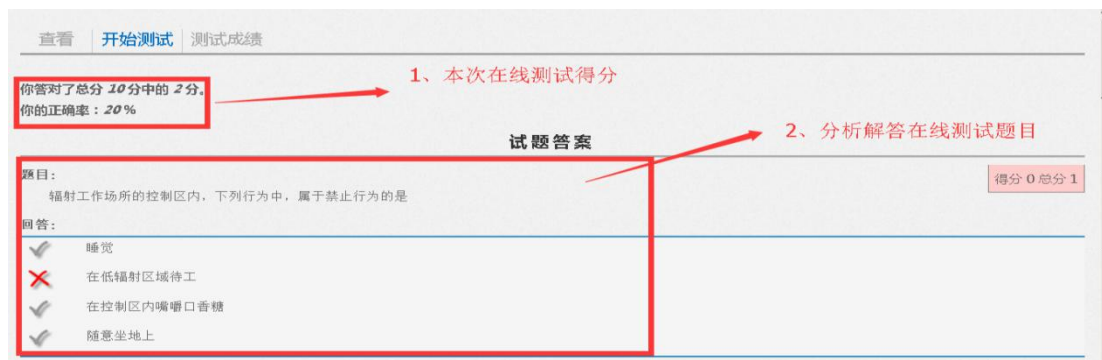 查看 开始测试 测试成绩
1、本次在线测试得分
你答对了总分 10分中的 2分。
你的正确率：20%
2、分析解答在线测试题目
试题答案
题目:
得分 0 总分 1
辐射工作场所的控制区内，下列行为中，属于禁止行为的是
回答:
睡觉
在低辐射区域待工
在控制区内嘴嚼口香糖
随意坐地上